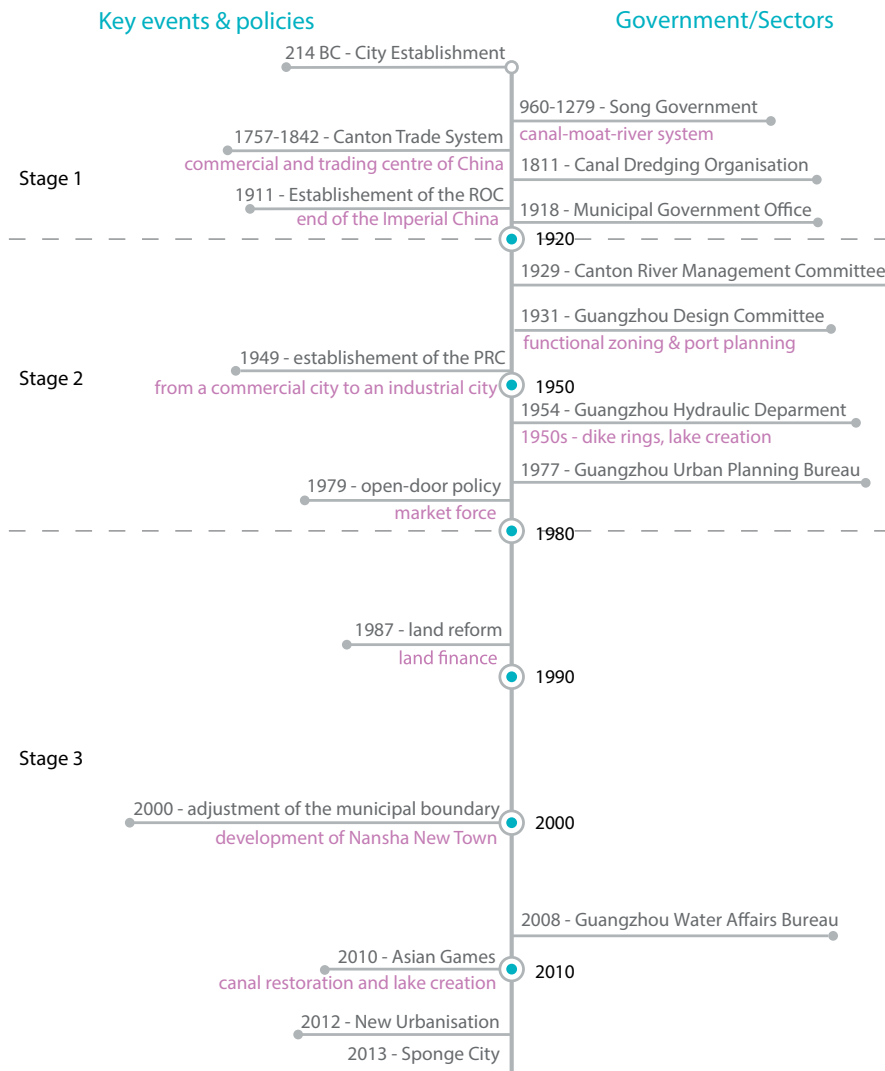 Key events & policies
Government/Sectors
214 BC - City Establishment
960-1279 - Song Government
canal-moat-river system
1757-1842 - Canton Trade System
commercial and trading centre of China
1811 - Canal Dredging Organisation
Stage 1
1911 - Establishement of the ROC
end of the Imperial China
1918 - Municipal Government Office
1920
1929 - Canton River Management Committee
1931 - Guangzhou Design Committee
functional zoning & port planning
1949 - establishement of the PRC
Stage 2
from a commercial city to an industrial city
1950
1954 - Guangzhou Hydraulic Deparment
1950s - dike rings, lake creation
1977 - Guangzhou Urban Planning Bureau
1979 - open-door policy
market force
1980
1987 - land reform
land finance
1990
Stage 3
2000 - adjustment of the municipal boundary
2000
development of Nansha New Town
2008 - Guangzhou Water Affairs Bureau
2010 - Asian Games
2010
canal restoration and lake creation
2012 - New Urbanisation
2013 - Sponge City